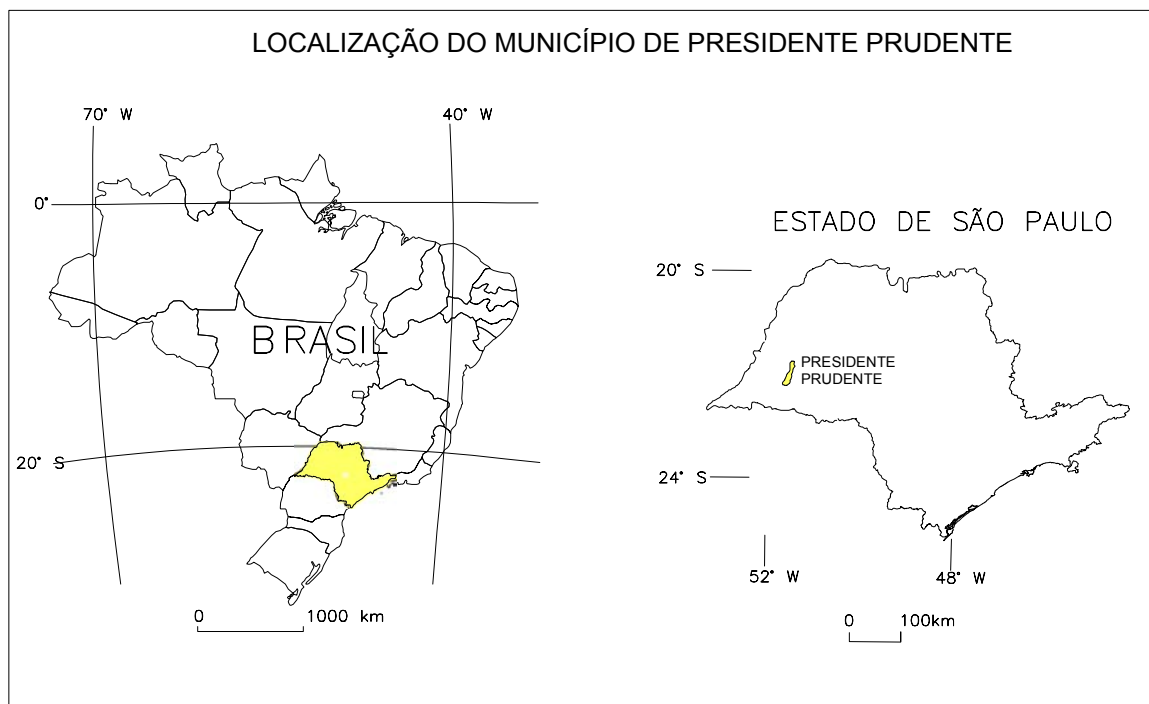 LOCALIZAÇÃO DO MUNICÍPIO DE PRESIDENTE PRUDENTE
70° W
40° W
0°
BRASIL
20° S
0 1000 km
ESTADO DE SÃO PAULO
20° S
PRESIDENTE
PRUDENTE
24° S
52° W
48° W
0 100km